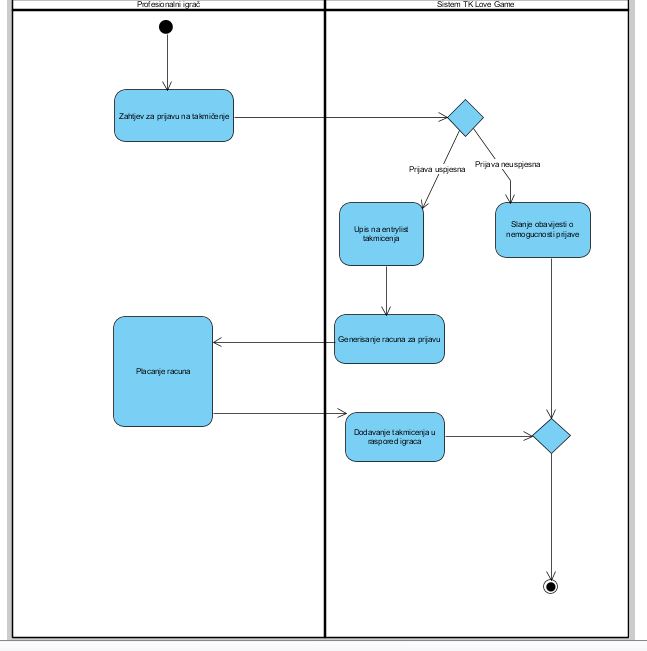 Profesionalni igrač
Sistem TK Love Game
Zahtjev za prijavu na takmičenje
Prijava uspjesna
Prijava neuspjesna
Upis na entrylist
takmicenja
Slanje obavijesti o
nemogucnosti prijave
Generisanje racuna za prijavu
Placanje racuna
Dodavanje takmicenja u
raspored igraca